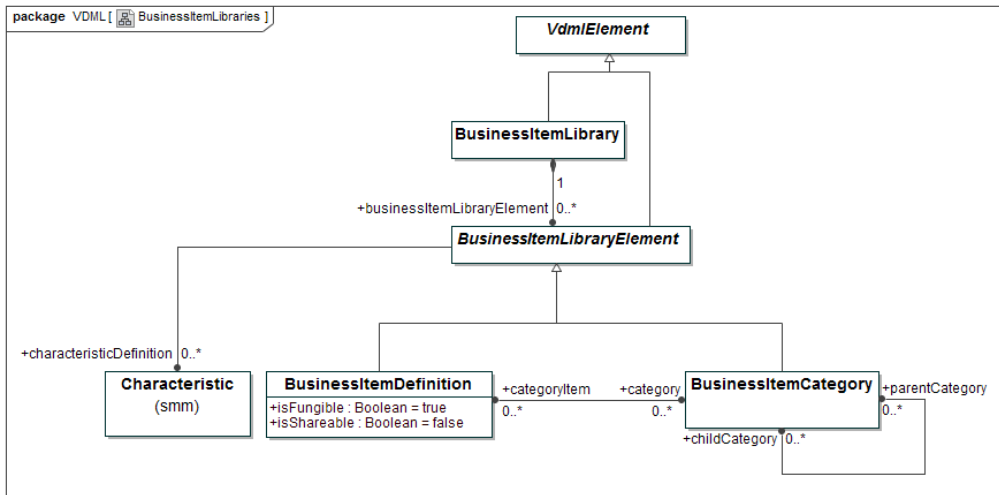 package VDML [ BusinessItemLibraries ]
VdmlElement
BusinessItemLibrary
1
+businessItemLibraryElement 0..*
BusinessItemLibraryElement
+characteristicDefinition 0..*
Characteristic
(smm)
BusinessItemDefinition
+isFungible : Boolean = true
+isShareable : Boolean = false
+categoryItem
0..*
+category
0..*
BusinessItemCategory
+parentCategory
0..*
+childCategory 0..*